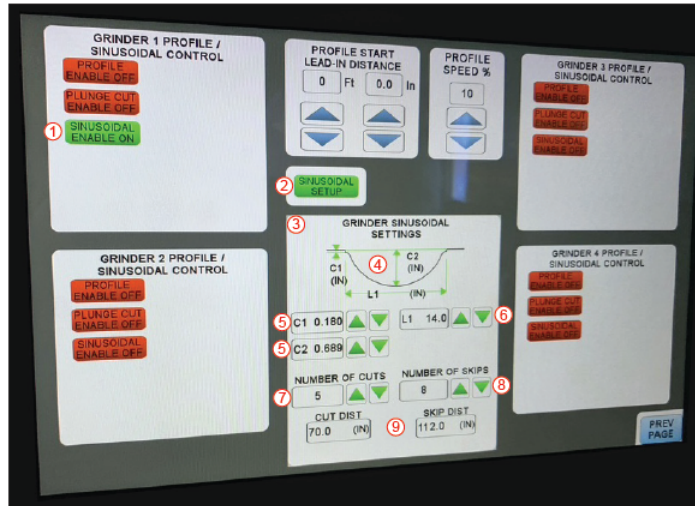 GRINDER 1 PROFILE /
SINUSOIDAL CONTROL
PROFILE
ENABLE OFF
PLUNGE CUT
ENABLE OFF
1
SINUSOIDAL
ENABLE ON
PROFILE START
LEAD-IN DISTANCE
0 Ft 0.0 In
PROFILE
SPEED %
10
GRINDER 3 PROFILE /
SINUSOIDAL CONTROL
PROFILE
ENABLE OFF
PLUNGE CUT
ENABLE OFF
SINUSOIDAL
ENABLE OFF
2
SINUSOIDAL
SETUP
3
GRINDER SINUSOIDAL
SETTINGS
C1
(IN)
4
C2
(IN)
L1 (IN)
5 C1 0.180
L1 14.0 6
5 C2 0.689
NUMBER OF CUTS
7 5
NUMBER OF SKIPS
8 8
CUT DIST
70.0 (IN)
9
SKIP DIST
112.0 (IN)
GRINDER 2 PROFILE /
SINUSOIDAL CONTROL
PROFILE
ENABLE OFF
PLUNGE CUT
ENABLE OFF
SINUSOIDAL
ENABLE OFF
GRINDER 4 PROFILE /
SINUSOIDAL CONTROL
PROFILE
ENABLE OFF
PLUNGE CUT
ENABLE OFF
SINUSOIDAL
ENABLE OFF
PREV
PAGE